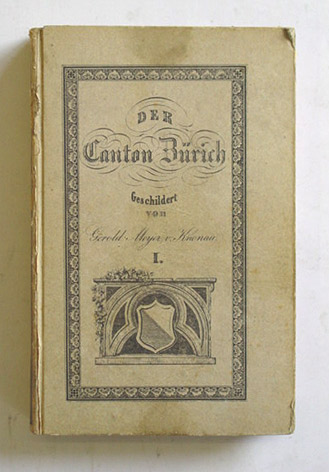 DER
Canton Zürich
Geschildert
von
Gerold Meyer v. Knonau
I.